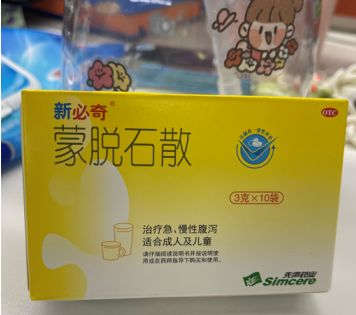 新必奇®
OTC
蒙脱石散
3克×10袋
治疗急、慢性腹泻
适合成人及儿童
请仔细阅读说明书并按说明使
用或在药师指导下购买和使用。
先声药业
Simcere